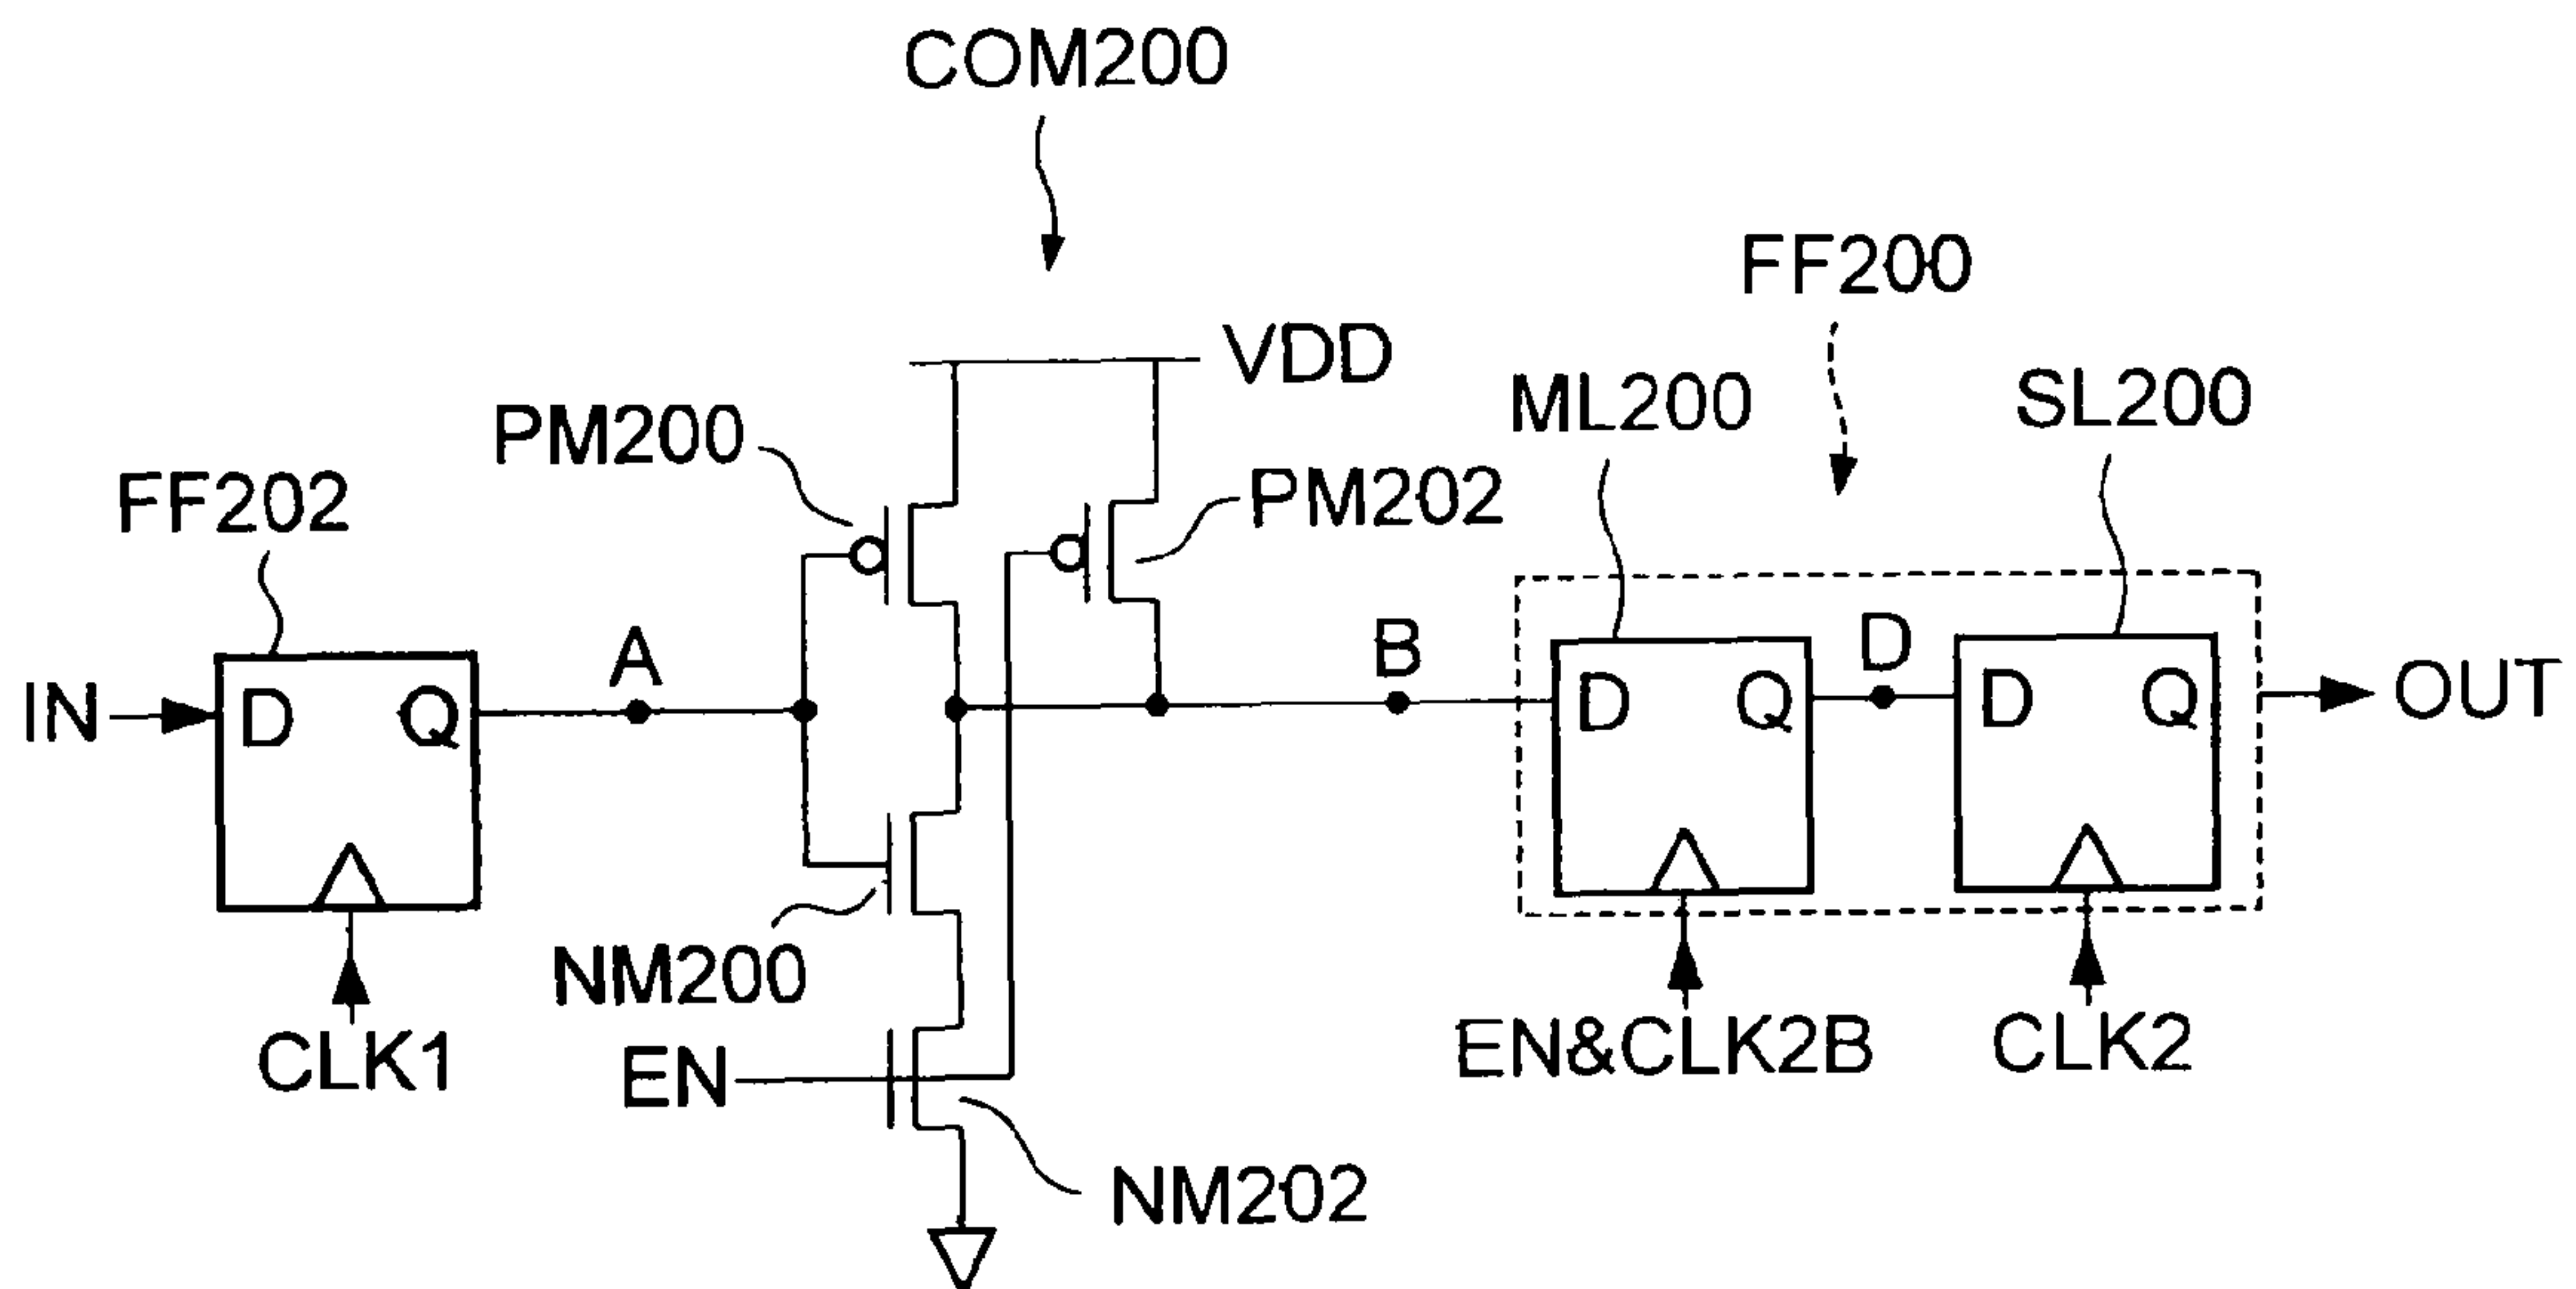 COM200
FF200
VDD
ML200
SL200
PM200
PM202
FF202
A
B
D
IN
D
Q
D
Q
D
Q
OUT
NM200
CLK1
EN
EN&CLK2B
CLK2
NM202